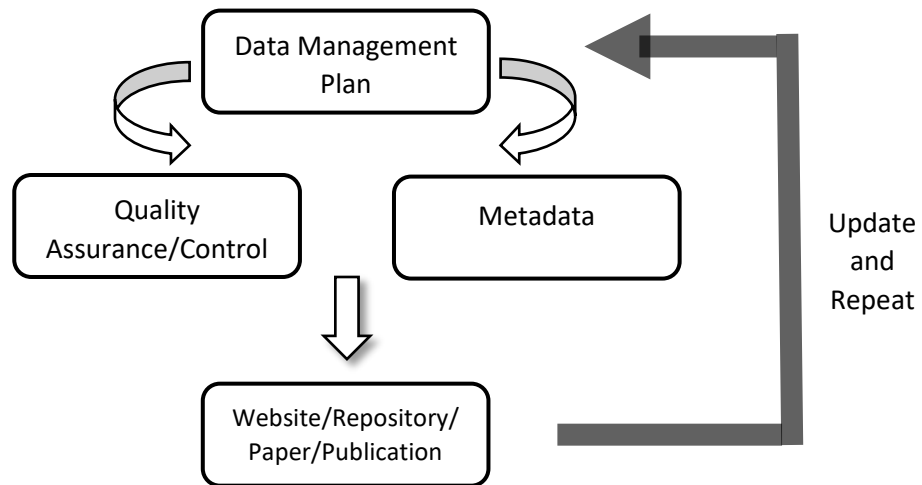 Data Management
Plan
Quality
Assurance/Control
Metadata
Update
and
Repeat
Website/Repository/
Paper/Publication